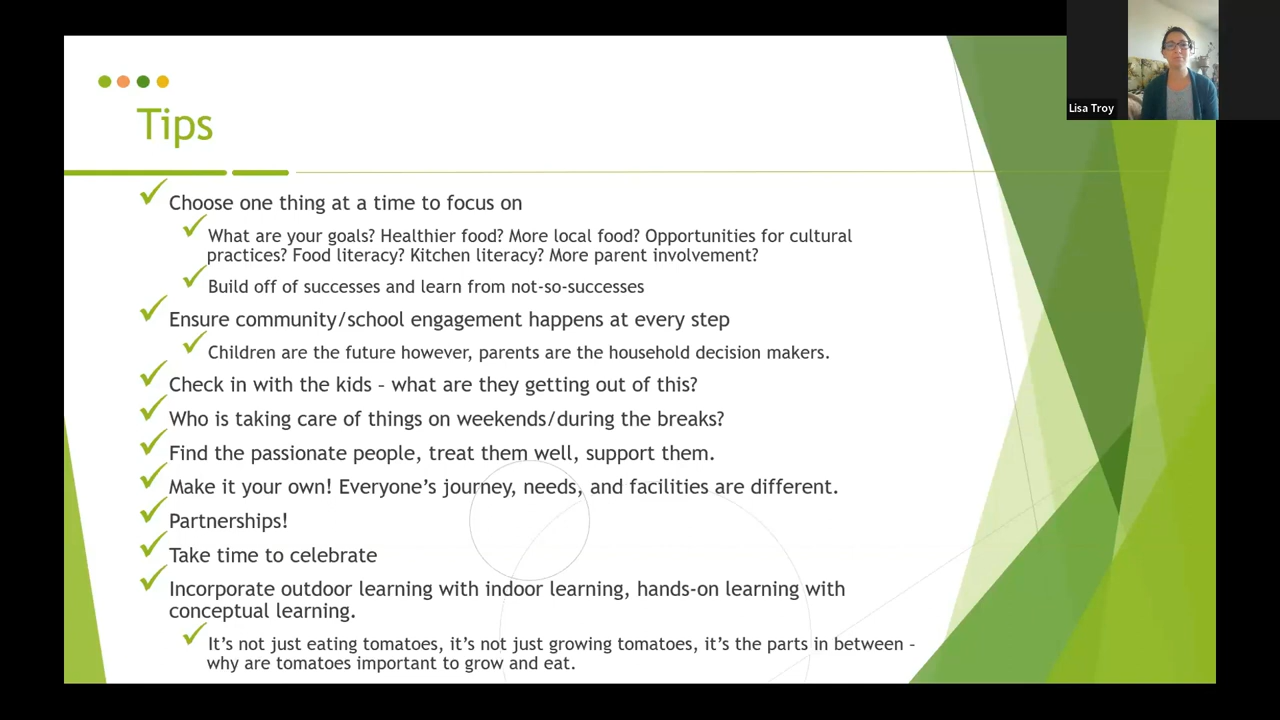 Lisa Troy
Tips
Choose one thing at a time to focus on
What are your goals? Healthier food? More local food? Opportunities for cultural
practices? Food literacy? Kitchen literacy? More parent involvement?
Build off of successes and learn from not-so-successes
Ensure community/school engagement happens at every step
Children are the future however, parents are the household decision makers.
Check in with the kids – what are they getting out of this?
Who is taking care of things on weekends/during the breaks?
Find the passionate people, treat them well, support them.
Make it your own! Everyone’s journey, needs, and facilities are different.
Partnerships!
Take time to celebrate
Incorporate outdoor learning with indoor learning, hands-on learning with
conceptual learning.
It’s not just eating tomatoes, it’s not just growing tomatoes, it’s the parts in between –
why are tomatoes important to grow and eat.